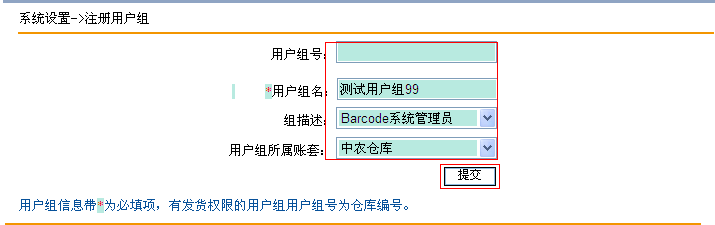 系统设置->注册用户组
用户组号:
*用户组名: 测试用户组99
组描述: Barcode系统管理员
用户组所属账套: 中农仓库
提交
用户组信息带*为必填项，有发货权限的用户组用户组号为仓库编号。